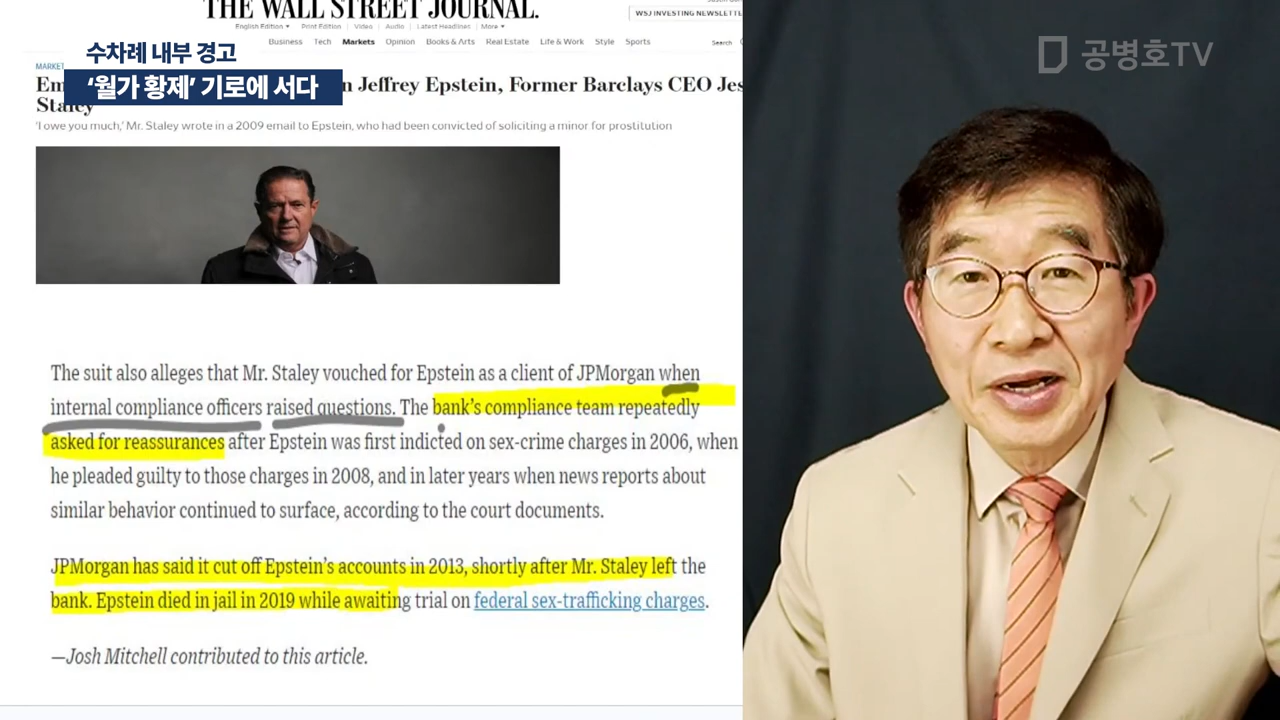 THE WALL STREET JOURNAL.
WSJ INVESTING NEWSLETTE
English Edition Print Edition Video Audio Latest Headlines More
Business Tech Markets Opinion Books & Arts Real Estate Life & Work Style Sports Search
수차례 내부 경고
‘월가 황제’ 기로에 서다
공병호TV
MARKET
Em n Jeffrey Epstein, Former Barclays CEO Jes
Staley
'I owe you much,' Mr. Staley wrote in a 2009 email to Epstein, who had been convicted of soliciting a minor for prostitution
The suit also alleges that Mr. Staley vouched for Epstein as a client of JPMorgan when
internal compliance officers raised questions. The bank's compliance team repeatedly
asked for reassurances after Epstein was first indicted on sex-crime charges in 2006, when
he pleaded guilty to those charges in 2008, and in later years when news reports about
similar behavior continued to surface, according to the court documents.
JPMorgan has said it cut off Epstein's accounts in 2013, shortly after Mr. Staley left the
bank. Epstein died in jail in 2019 while awaiting trial on federal sex-trafficking charges.
—Josh Mitchell contributed to this article.